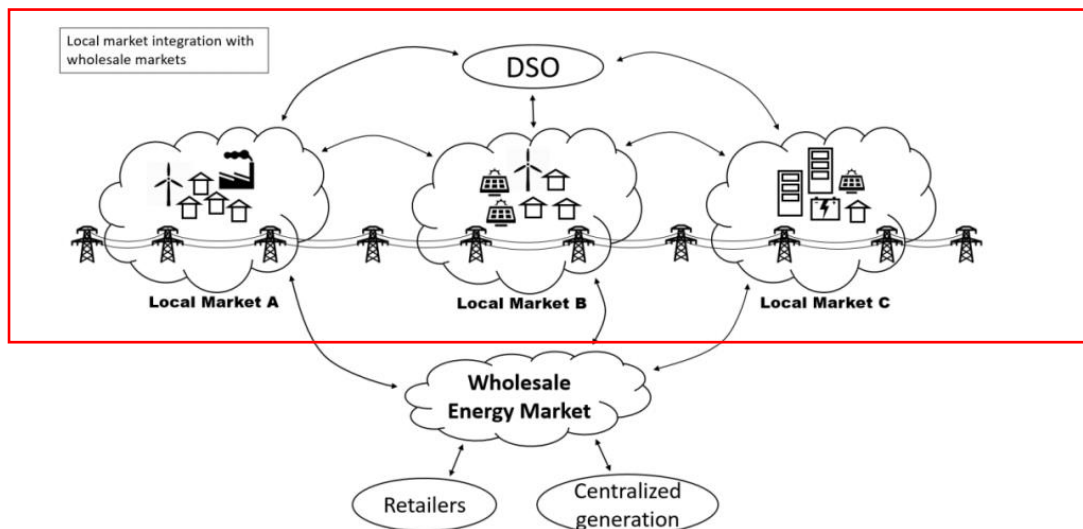 Local market integration with
wholesale markets
DSO
Local Market A
Local Market B
Local Market C
Wholesale
Energy Market
Retailers
Centralized
generation